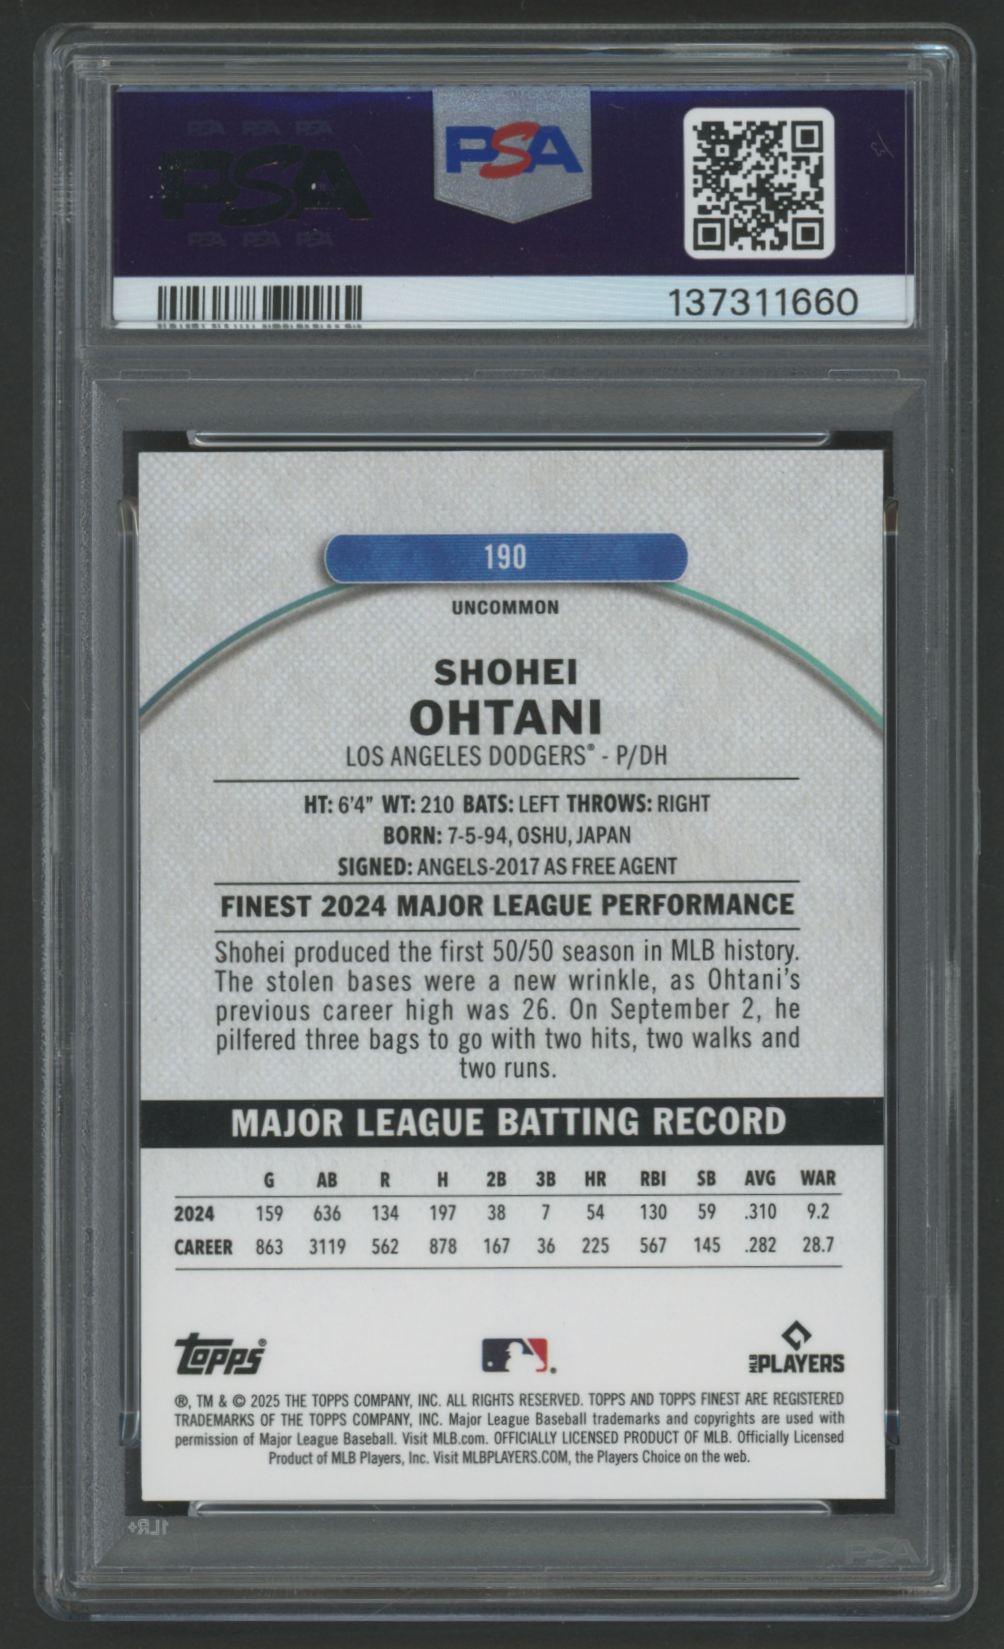 PSA PSA PSA
PSA
PSA PSA PSA
PSA
137311660
190
UNCOMMON
SHOHEI
OHTANI
LOS ANGELES DODGERS® - P/DH
HT: 6'4" WT: 210 BATS: LEFT THROWS: RIGHT
BORN: 7-5-94, OSHU, JAPAN
SIGNED: ANGELS-2017 AS FREE AGENT
FINEST 2024 MAJOR LEAGUE PERFORMANCE
Shohei produced the first 50/50 season in MLB history.
The stolen bases were a new wrinkle, as Ohtani's
previous career high was 26. On September 2, he
pilfered three bags to go with two hits, two walks and
two runs.
MAJOR LEAGUE BATTING RECORD
G AB R H 2B 3B HR RBI SB AVG WAR
2024 159 636 134 197 38 7 54 130 59 .310 9.2
CAREER 863 3119 562 878 167 36 225 567 145 .282 28.7
Topps®
MLB PLAYERS
®, TM & © 2025 THE TOPPS COMPANY, INC. ALL RIGHTS RESERVED. TOPPS AND TOPPS FINEST ARE REGISTERED
TRADEMARKS OF THE TOPPS COMPANY, INC. Major League Baseball trademarks and copyrights are used with
permission of Major League Baseball. Visit MLB.com. OFFICIALLY LICENSED PRODUCT OF MLB. Officially Licensed
Product of MLB Players, Inc. Visit MLBPLAYERS.COM, the Players Choice on the web.
1LR+
PSA